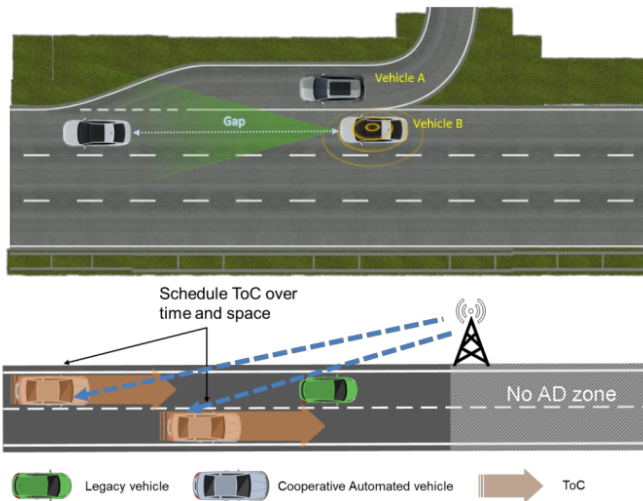 Vehicle A
Gap
Vehicle B
Schedule ToC over
time and space
No AD zone
Legacy vehicle
Cooperative Automated vehicle
ToC